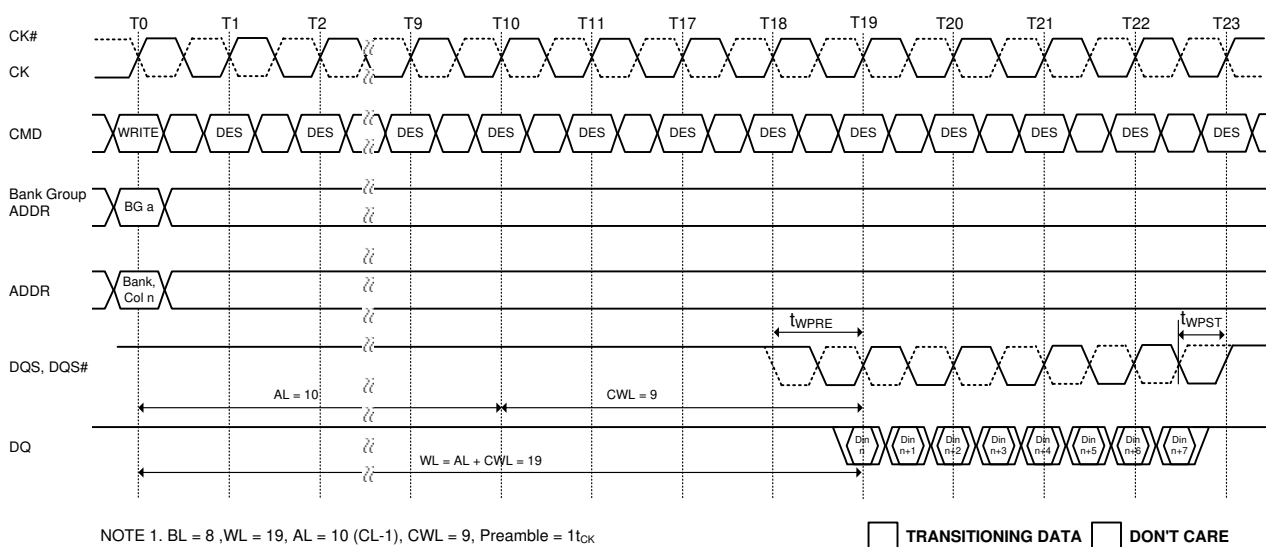 T0 T1 T2 T9 T10 T11 T17 T18 T19 T20 T21 T22 T23
CK#
CK
CMD WRITE DES DES DES DES DES DES DES DES DES DES DES DES
Bank Group
ADDR
BG a
ADDR
Bank,
Col n
tWPRE tWPST
DQS, DQS#
AL = 10 CWL = 9
DQ
Din n Din n+1 Din n+2 Din n+3 Din n+4 Din n+5 Din n+6 Din n+7
WL = AL + CWL = 19
NOTE 1. BL = 8 ,WL = 19, AL = 10 (CL-1), CWL = 9, Preamble = 1tCK
TRANSITIONING DATA DON'T CARE